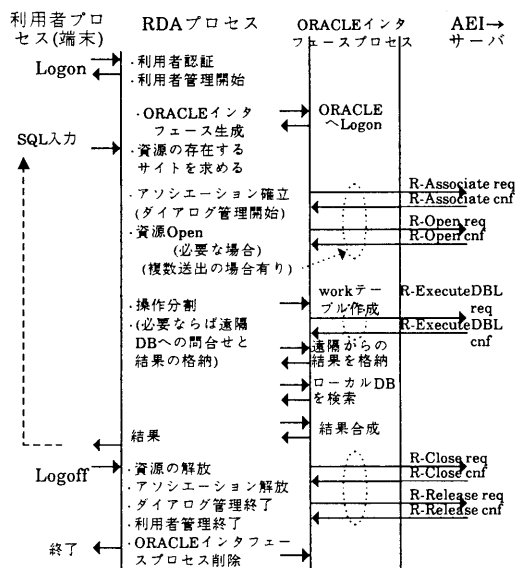 利用者プロ
セス(端末)
RDAプロセス
ORACLEインタ
フェースプロセス
AEI→
サーバ
Logon
・利用者認証
・利用者管理開始
・ORACLEインタ
フェース生成
ORACLE
へLogon
SQL入力
・資源の存在する
サイトを求める
・アソシエーション確立
(ダイアログ管理開始)
R-Associate req
R-Associate cnf
・資源Open
(必要な場合)
(複数送出の場合有り)
R-Open req
R-Open cnf
・操作分割
・(必要ならば遠隔
DBへの問合せと
結果の格納)
workテー
ブル作成
R-ExecuteDBL
req
R-ExecuteDBL
cnf
遠隔からの
結果を格納
ローカルDB
を検索
結果
結果合成
Logoff
・資源の解放
・アソシエーション解放
・ダイアログ管理終了
・利用者管理終了
R-Close req
R-Close cnf
R-Release req
R-Release cnf
終了
・ORACLEインタフェー
スプロセス削除